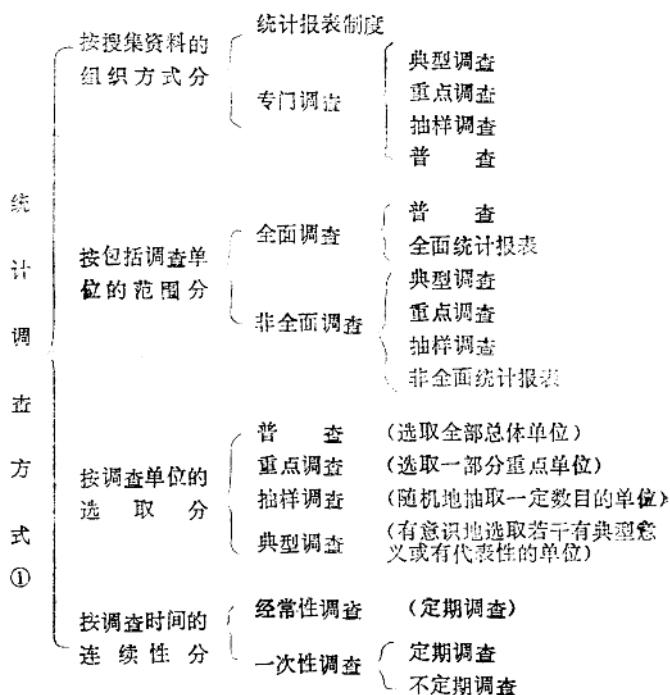 统计调查方式①
按搜集资料的
组织方式分
统计报表制度
专门调查
典型调查
重点调查
抽样调查
普查
按包括调查单
位的范围分
全面调查
普查
全面统计报表
非全面调查
典型调查
重点调查
抽样调查
非全面统计报表
按调查单位的
选取分
普查（选取全部总体单位）
重点调查（选取一部分重点单位）
抽样调查（随机地抽取一定数目的单位）
典型调查（有意识地选取若干有典型意
义或有代表性的单位）
按调查时间的
连续性分
经常性调查（定期调查）
一次性调查
定期调查
不定期调查